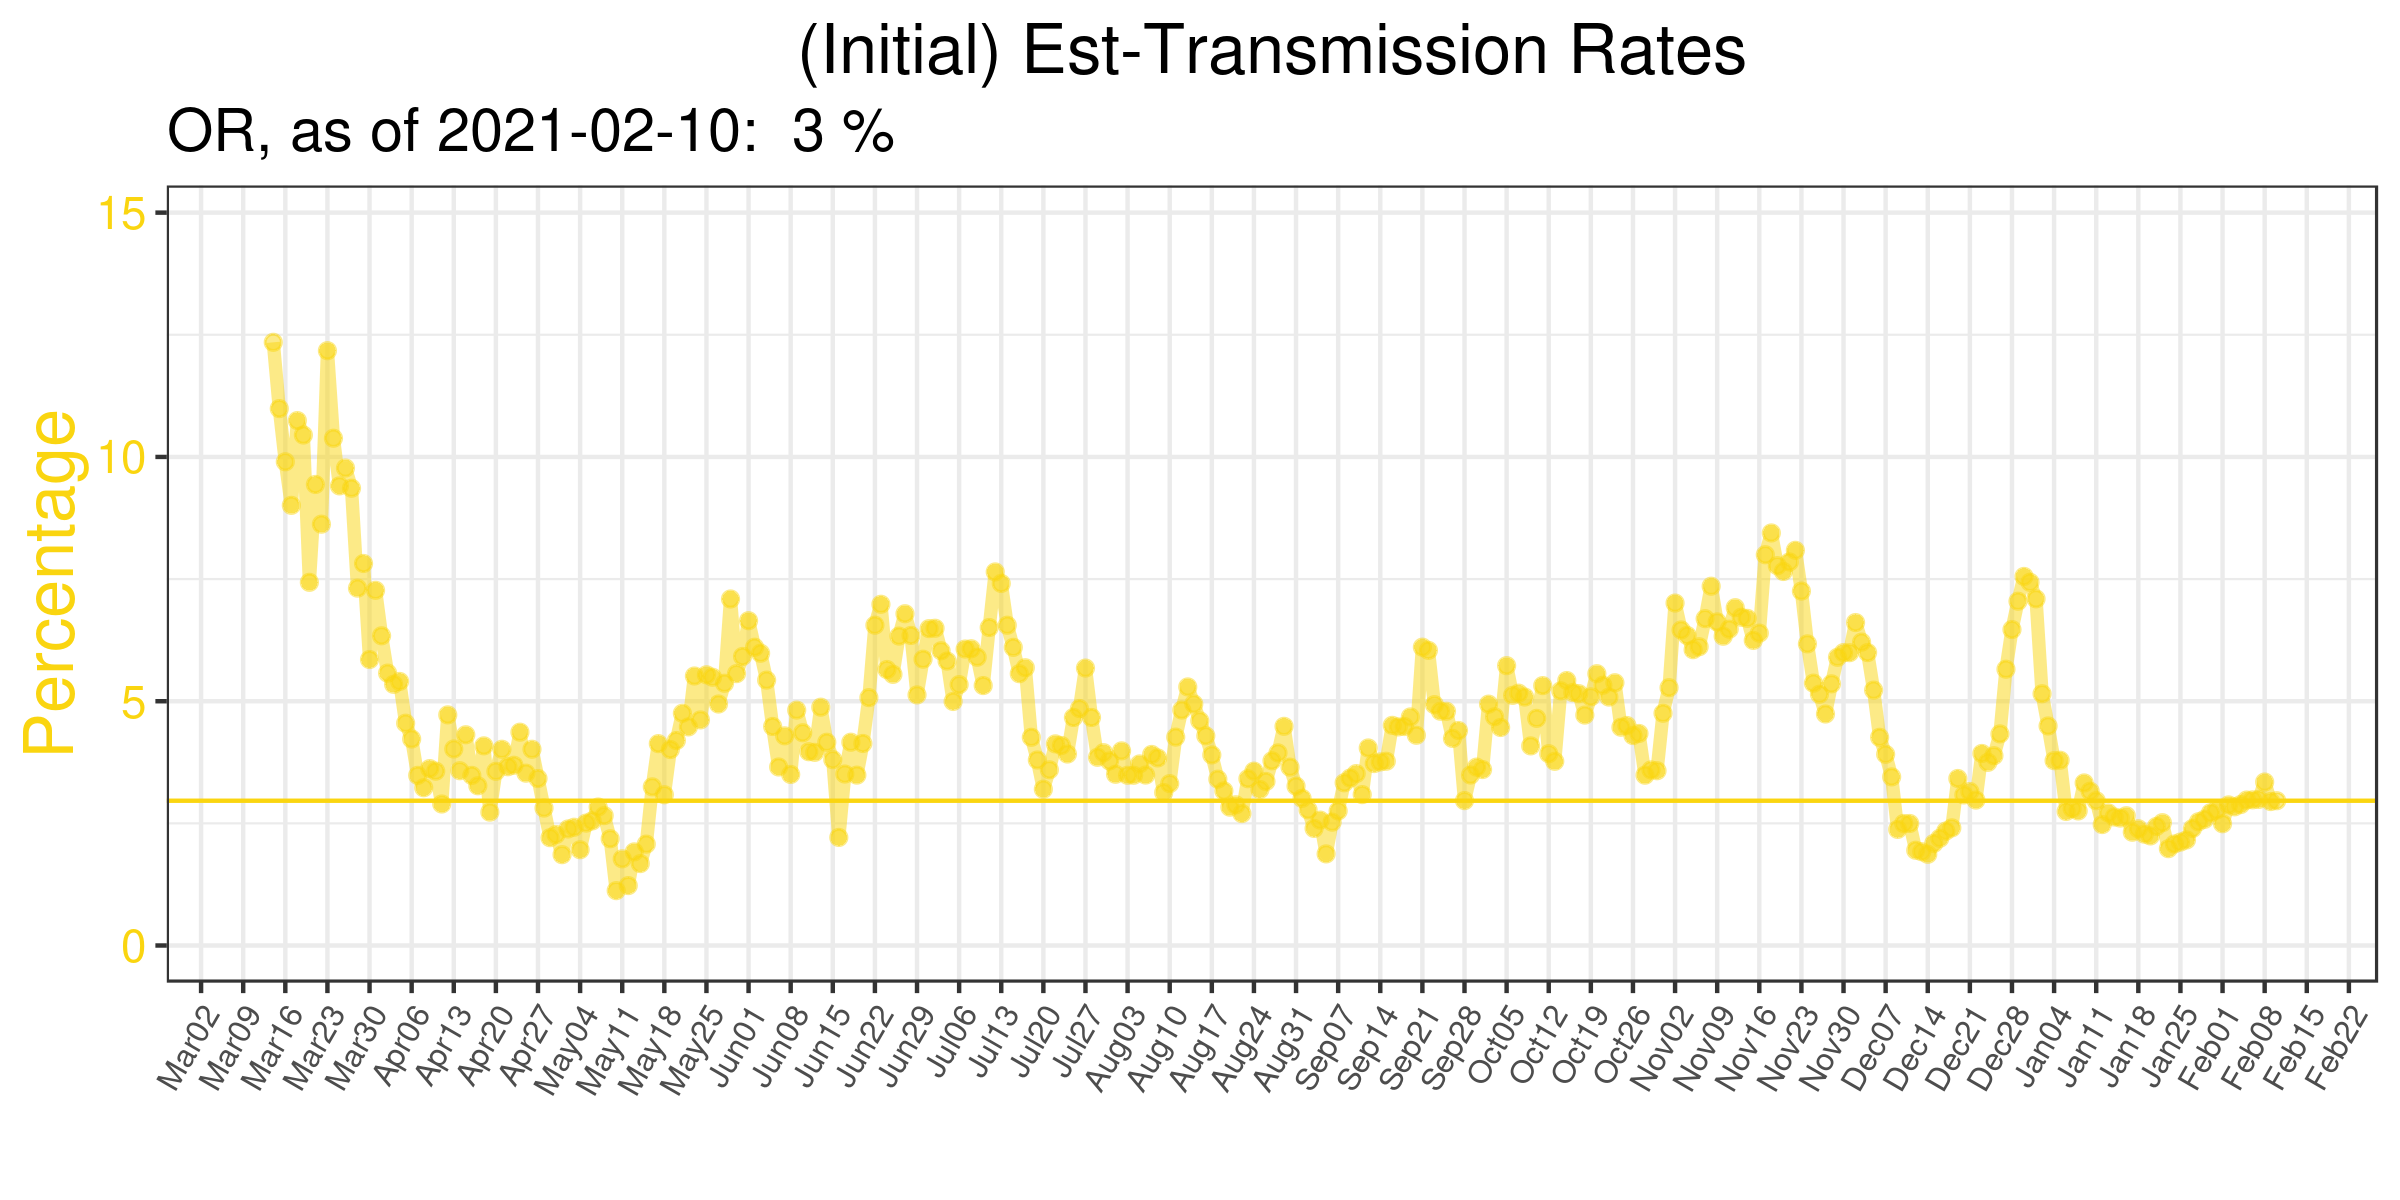 (Initial) Est-Transmission Rates
OR, as of 2021-02-10:  3 %
Percentage
15
10
5
0
Mar02
Mar09
Mar16
Mar23
Mar30
Apr06
Apr13
Apr20
Apr27
May04
May11
May18
May25
Jun01
Jun08
Jun15
Jun22
Jun29
Jul06
Jul13
Jul20
Jul27
Aug03
Aug10
Aug17
Aug24
Aug31
Sep07
Sep14
Sep21
Sep28
Oct05
Oct12
Oct19
Oct26
Nov02
Nov09
Nov16
Nov23
Nov30
Dec07
Dec14
Dec21
Dec28
Jan04
Jan11
Jan18
Jan25
Feb01
Feb08
Feb15
Feb22